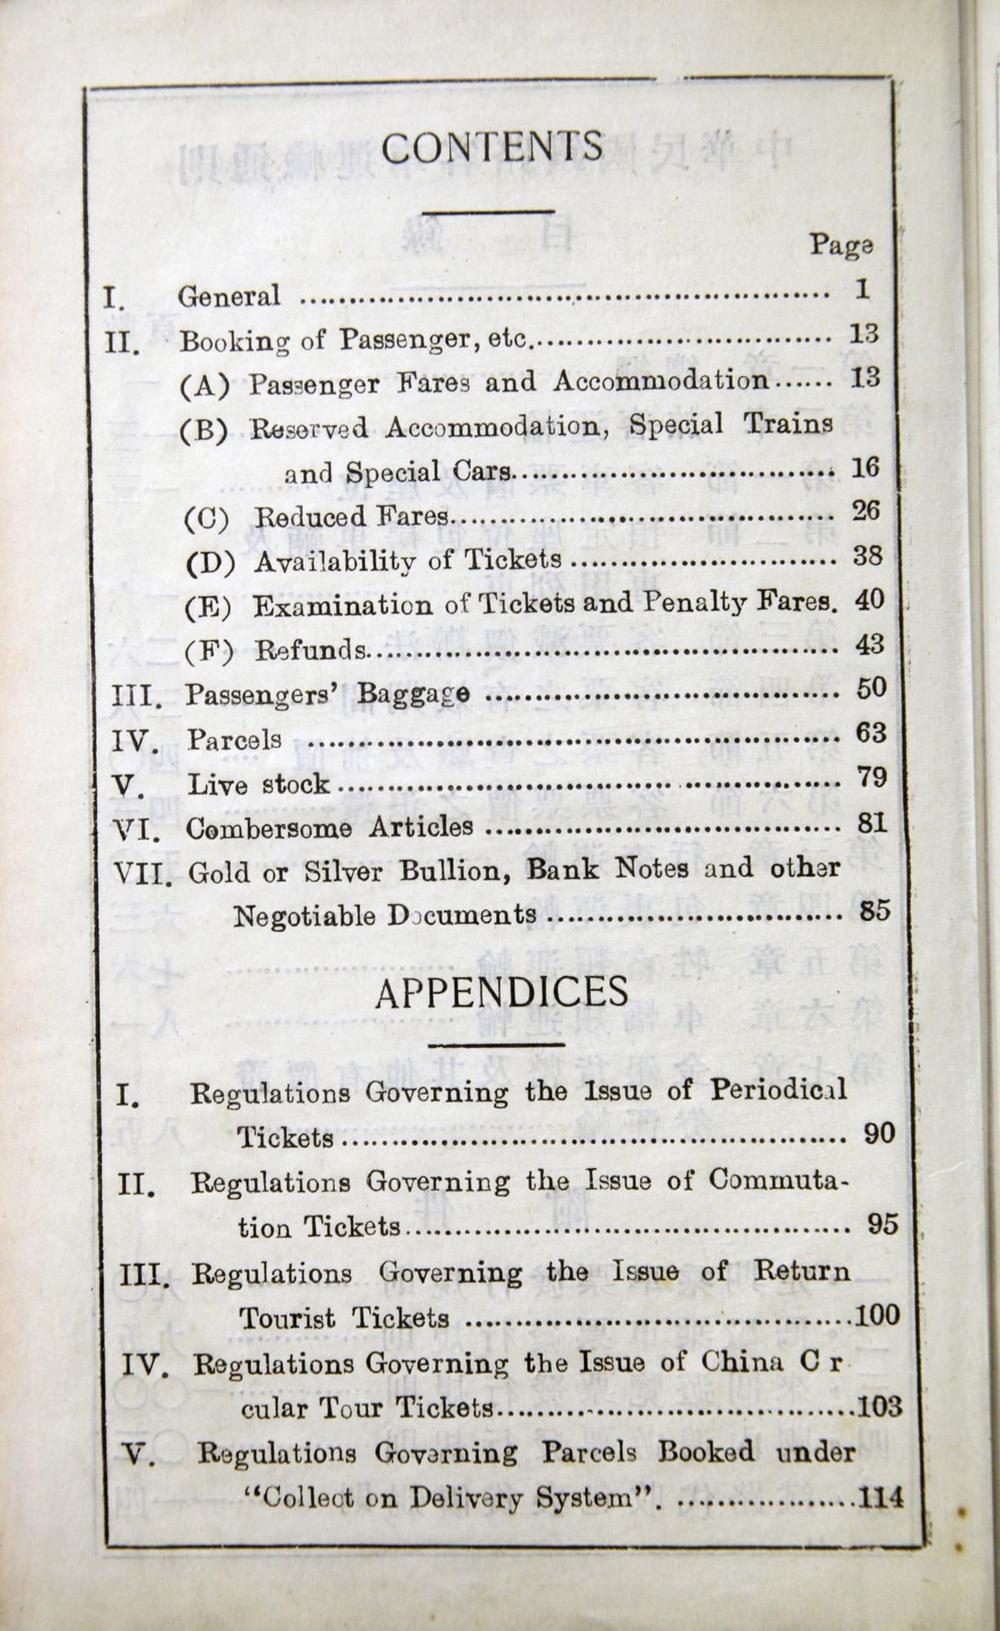 CONTENTS
Page
I. General ........................................................ 1
II. Booking of Passenger, etc............................... 13
(A) Passenger Fares and Accommodation...... 13
(B) Reserved Accommodation, Special Trains
and Special Cars................................. 16
(C) Reduced Fares....................................... 26
(D) Availability of Tickets ........................... 38
(E) Examination of Tickets and Penalty Fares. 40
(F) Refunds................................................ 43
III. Passengers' Baggage .................................... 50
IV. Parcels ...................................................... 63
V. Live stock................................................... 79
VI. Combersome Articles .................................... 81
VII. Gold or Silver Bullion, Bank Notes and other
Negotiable Documents .............................. 85
APPENDICES
I. Regulations Governing the Issue of Periodical
Tickets................................................... 90
II. Regulations Governing the Issue of Commuta-
tion Tickets............................................. 95
III. Regulations Governing the Issue of Return
Tourist Tickets .......................................100
IV. Regulations Governing the Issue of China C r
cular Tour Tickets....................................103
V. Regulations Governing Parcels Booked under
"Collect on Delivery System". ..................114